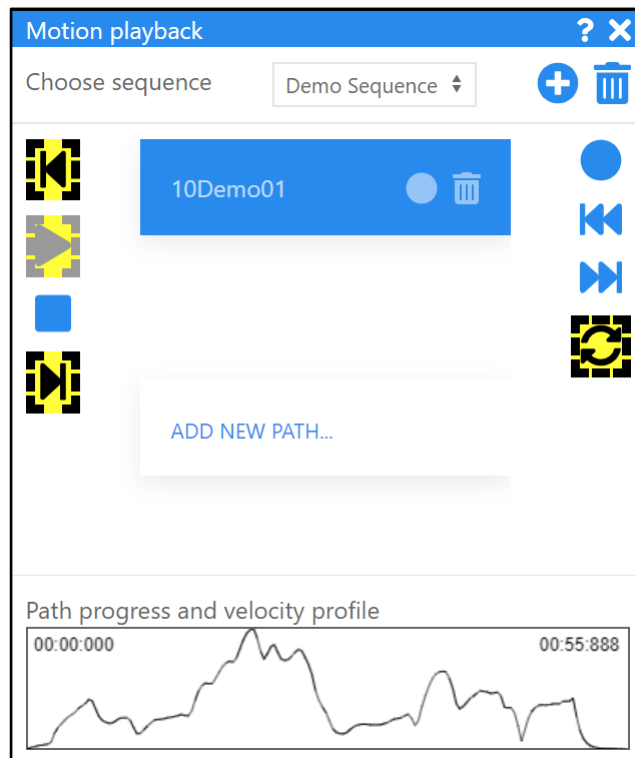 Motion playback ?
Choose sequence Demo Sequence
10Demo01
ADD NEW PATH...
Path progress and velocity profile
00:00:000 00:55:888